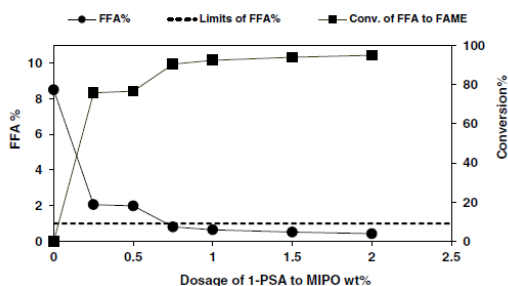 FFA% Limits of FFA% Conv. of FFA to FAME
10
8
6
4
2
0
FFA %
100
80
60
40
20
0
Conversion%
0 0.5 1 1.5 2 2.5
Dosage of 1-PSA to MIPO wt%